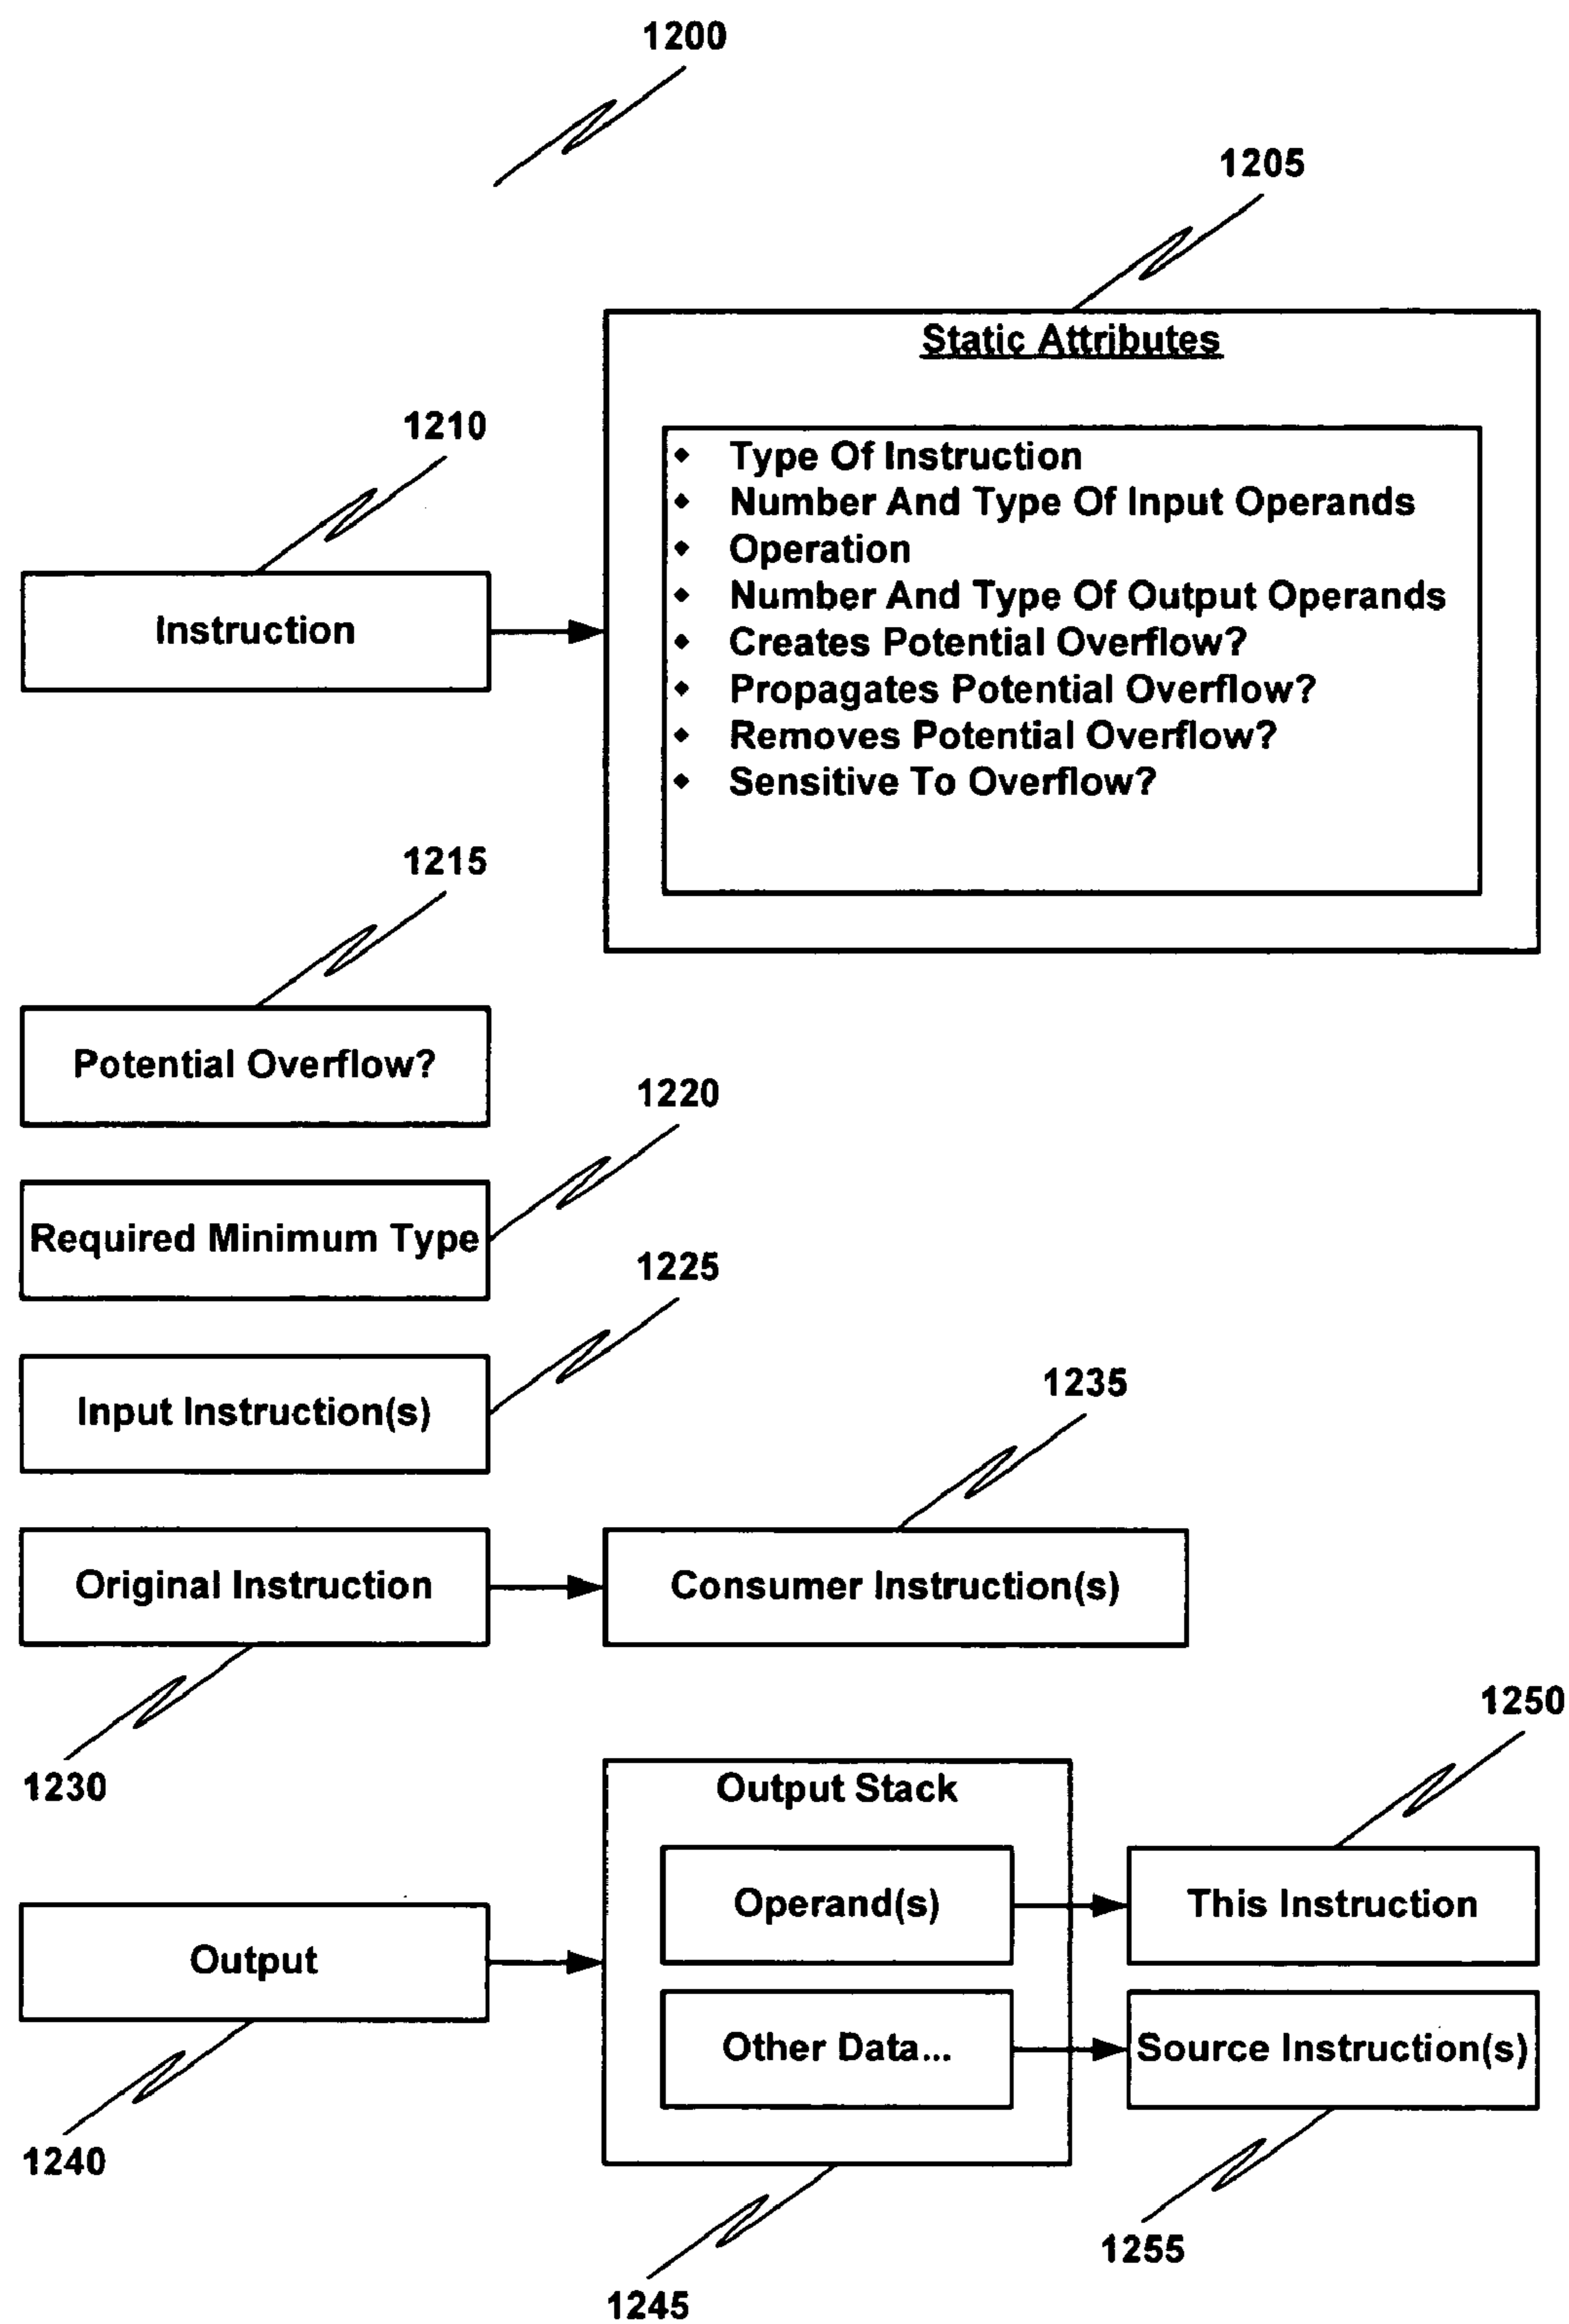 1200
1205
Static Attributes
1210
◆ Type Of Instruction
◆ Number And Type Of Input Operands
◆ Operation
◆ Number And Type Of Output Operands
◆ Creates Potential Overflow?
◆ Propagates Potential Overflow?
◆ Removes Potential Overflow?
◆ Sensitive To Overflow?
Instruction
1215
Potential Overflow?
1220
Required Minimum Type
1225
Input Instruction(s)
1235
Original Instruction
Consumer Instruction(s)
1230
1250
Output Stack
Operand(s)
This Instruction
Output
Other Data...
Source Instruction(s)
1240
1255
1245